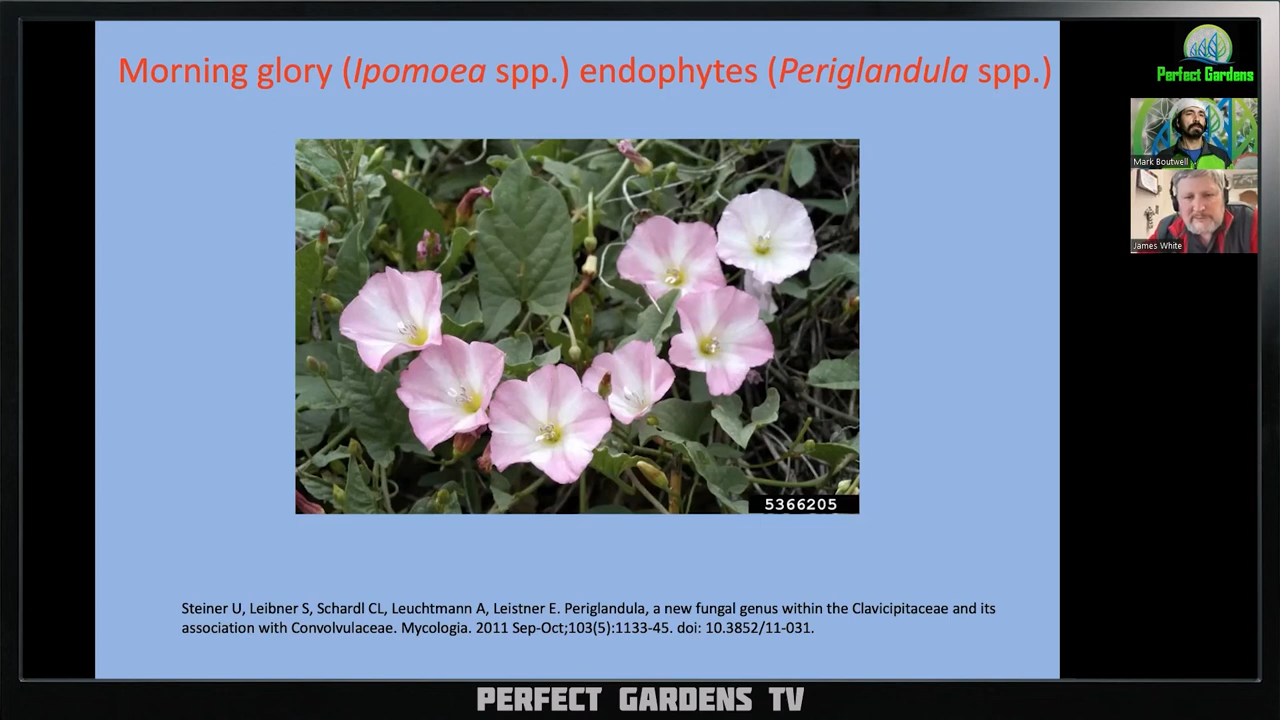 Morning glory (Ipomoea spp.) endophytes (Periglandula spp.)
Perfect Gardens
Mark Boutwell
James White
5366205
Steiner U, Leibner S, Schardl CL, Leuchtmann A, Leistner E. Periglandula, a new fungal genus within the Clavicipitaceae and its
association with Convolvulaceae. Mycologia. 2011 Sep-Oct;103(5):1133-45. doi: 10.3852/11-031.
PERFECT GARDENS TV